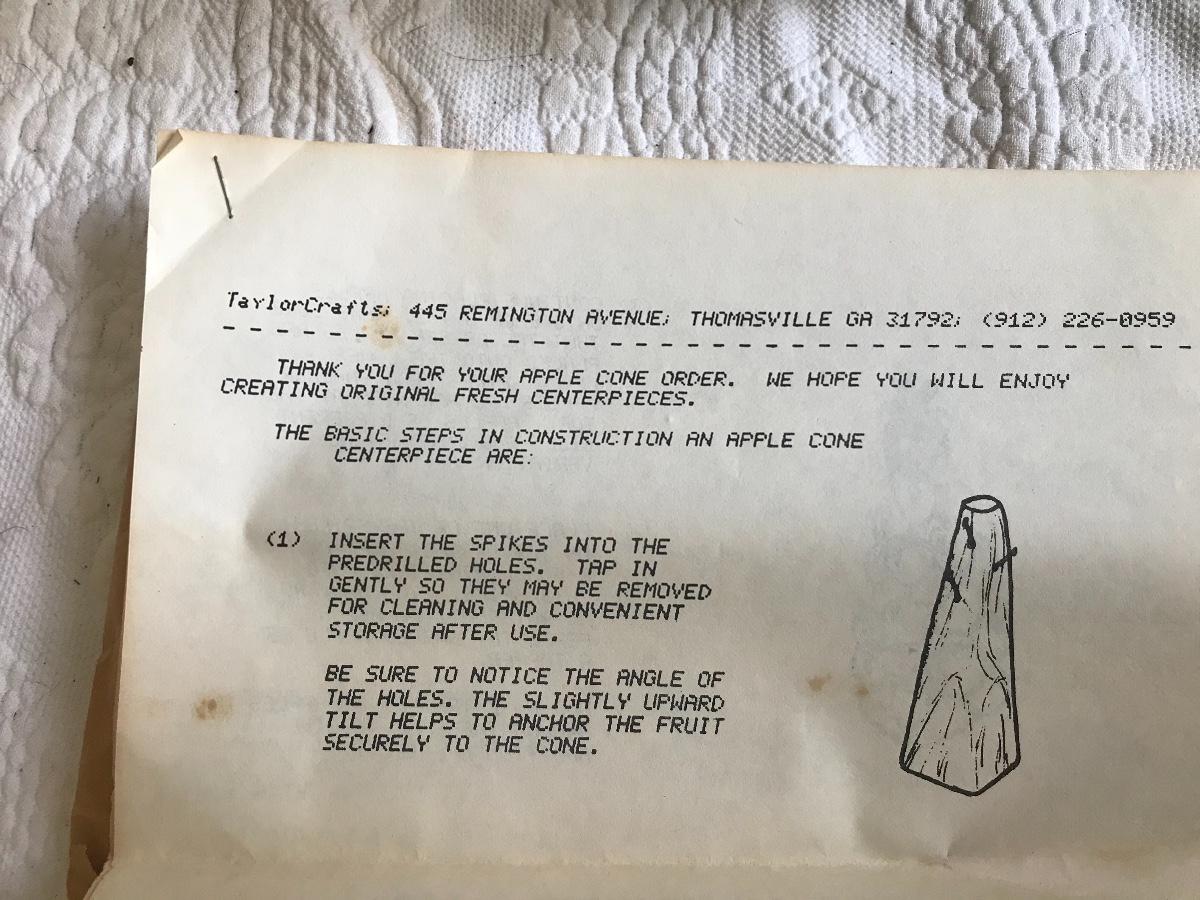 TaylorCrafts; 445 REMINGTON AVENUE; THOMASVILLE GA 31792; (912) 226-0959
THANK YOU FOR YOUR APPLE CONE ORDER. WE HOPE YOU WILL ENJOY
CREATING ORIGINAL FRESH CENTERPIECES.
THE BASIC STEPS IN CONSTRUCTION AN APPLE CONE
CENTERPIECE ARE:
(1) INSERT THE SPIKES INTO THE
PREDRILLED HOLES. TAP IN
GENTLY SO THEY MAY BE REMOVED
FOR CLEANING AND CONVENIENT
STORAGE AFTER USE.
BE SURE TO NOTICE THE ANGLE OF
THE HOLES. THE SLIGHTLY UPWARD
TILT HELPS TO ANCHOR THE FRUIT
SECURELY TO THE CONE.